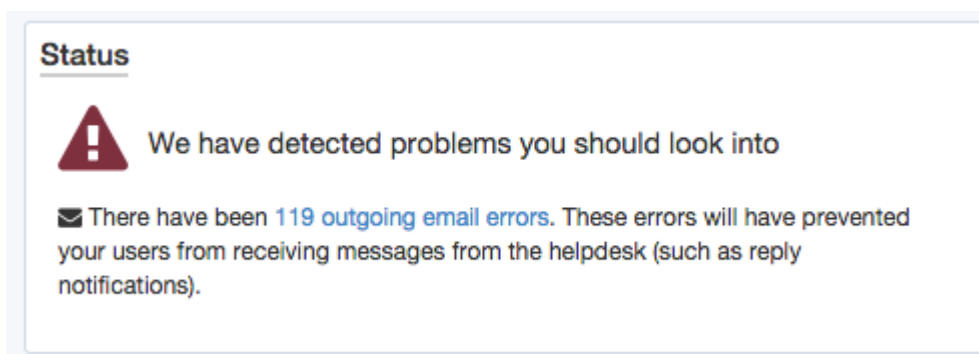 Status
We have detected problems you should look into
There have been 119 outgoing email errors. These errors will have prevented
your users from receiving messages from the helpdesk (such as reply
notifications).